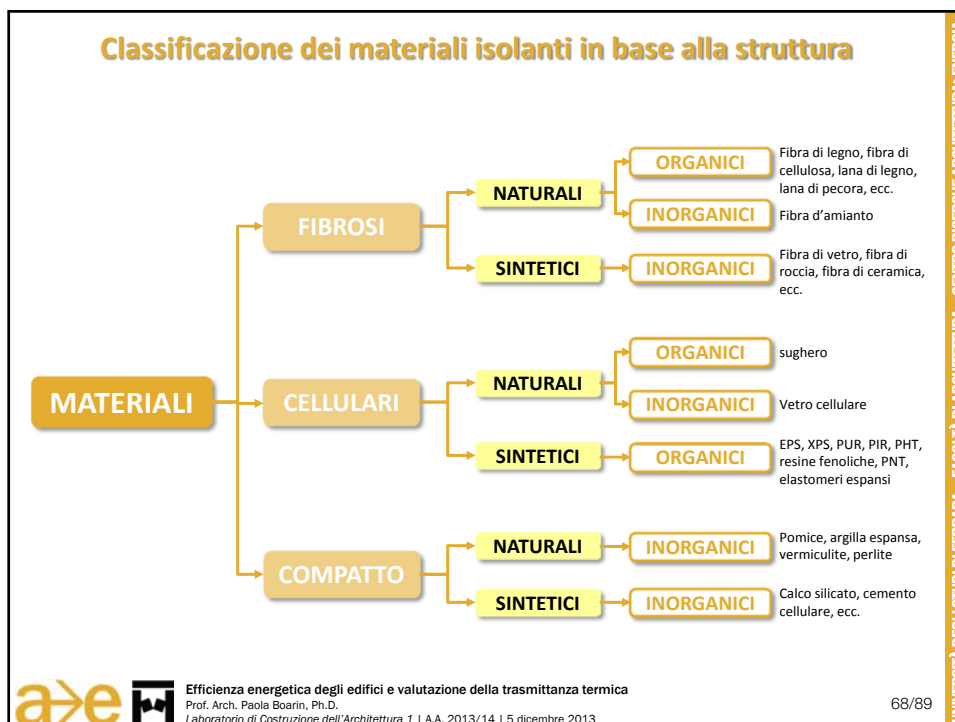 Classificazione dei materiali isolanti in base alla struttura
MATERIALI
FIBROSI
NATURALI
ORGANICI
Fibra di legno, fibra di
cellulosa, lana di legno,
lana di pecora, ecc.
INORGANICI
Fibra d'amianto
SINTETICI
INORGANICI
Fibra di vetro, fibra di
roccia, fibra di ceramica,
ecc.
CELLULARI
NATURALI
ORGANICI
sughero
INORGANICI
Vetro cellulare
SINTETICI
ORGANICI
EPS, XPS, PUR, PIR, PHT,
resine fenoliche, PNT,
elastomeri espansi
COMPATTO
NATURALI
INORGANICI
Pomice, argilla espansa,
vermiculite, perlite
SINTETICI
INORGANICI
Calco silicato, cemento
cellulare, ecc.
a>e
Efficienza energetica degli edifici e valutazione della trasmittanza termica
Prof. Arch. Paola Boarin, Ph.D.
Laboratorio di Costruzione dell'Architettura 1 | A.A. 2013/14 | 5 dicembre 2013
68/89